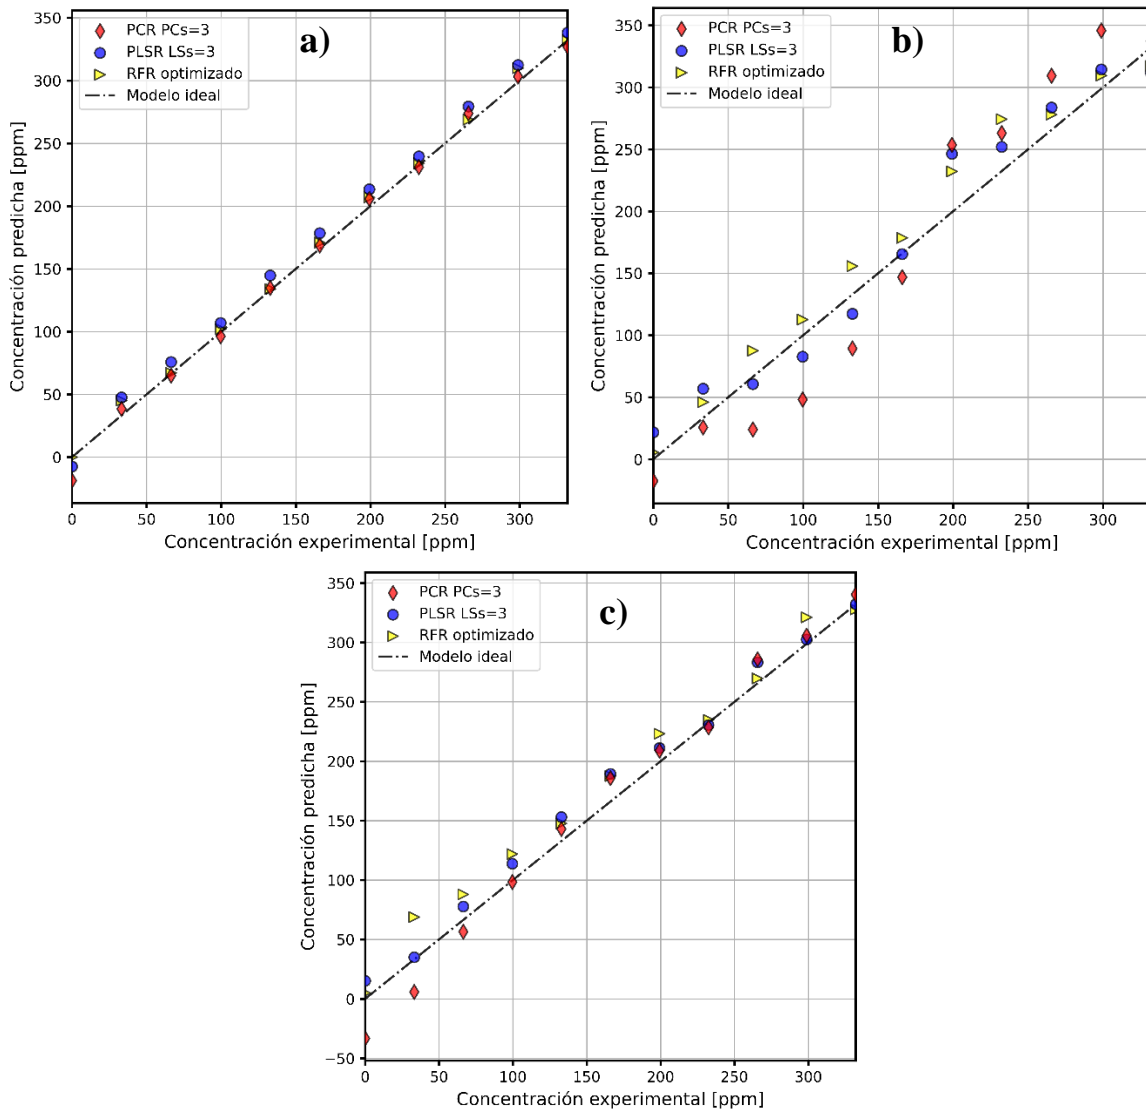 a)
PCR PCs=3
PLSR LSs=3
RFR optimizado
Modelo ideal
Concentración predicha [ppm]
350
300
250
200
150
100
50
0
0 50 100 150 200 250 300
Concentración experimental [ppm]
b)
PCR PCs=3
PLSR LSs=3
RFR optimizado
Modelo ideal
Concentración predicha [ppm]
350
300
250
200
150
100
50
0
0 50 100 150 200 250 300
Concentración experimental [ppm]
c)
PCR PCs=3
PLSR LSs=3
RFR optimizado
Modelo ideal
Concentración predicha [ppm]
350
300
250
200
150
100
50
0
−50
0 50 100 150 200 250 300
Concentración experimental [ppm]